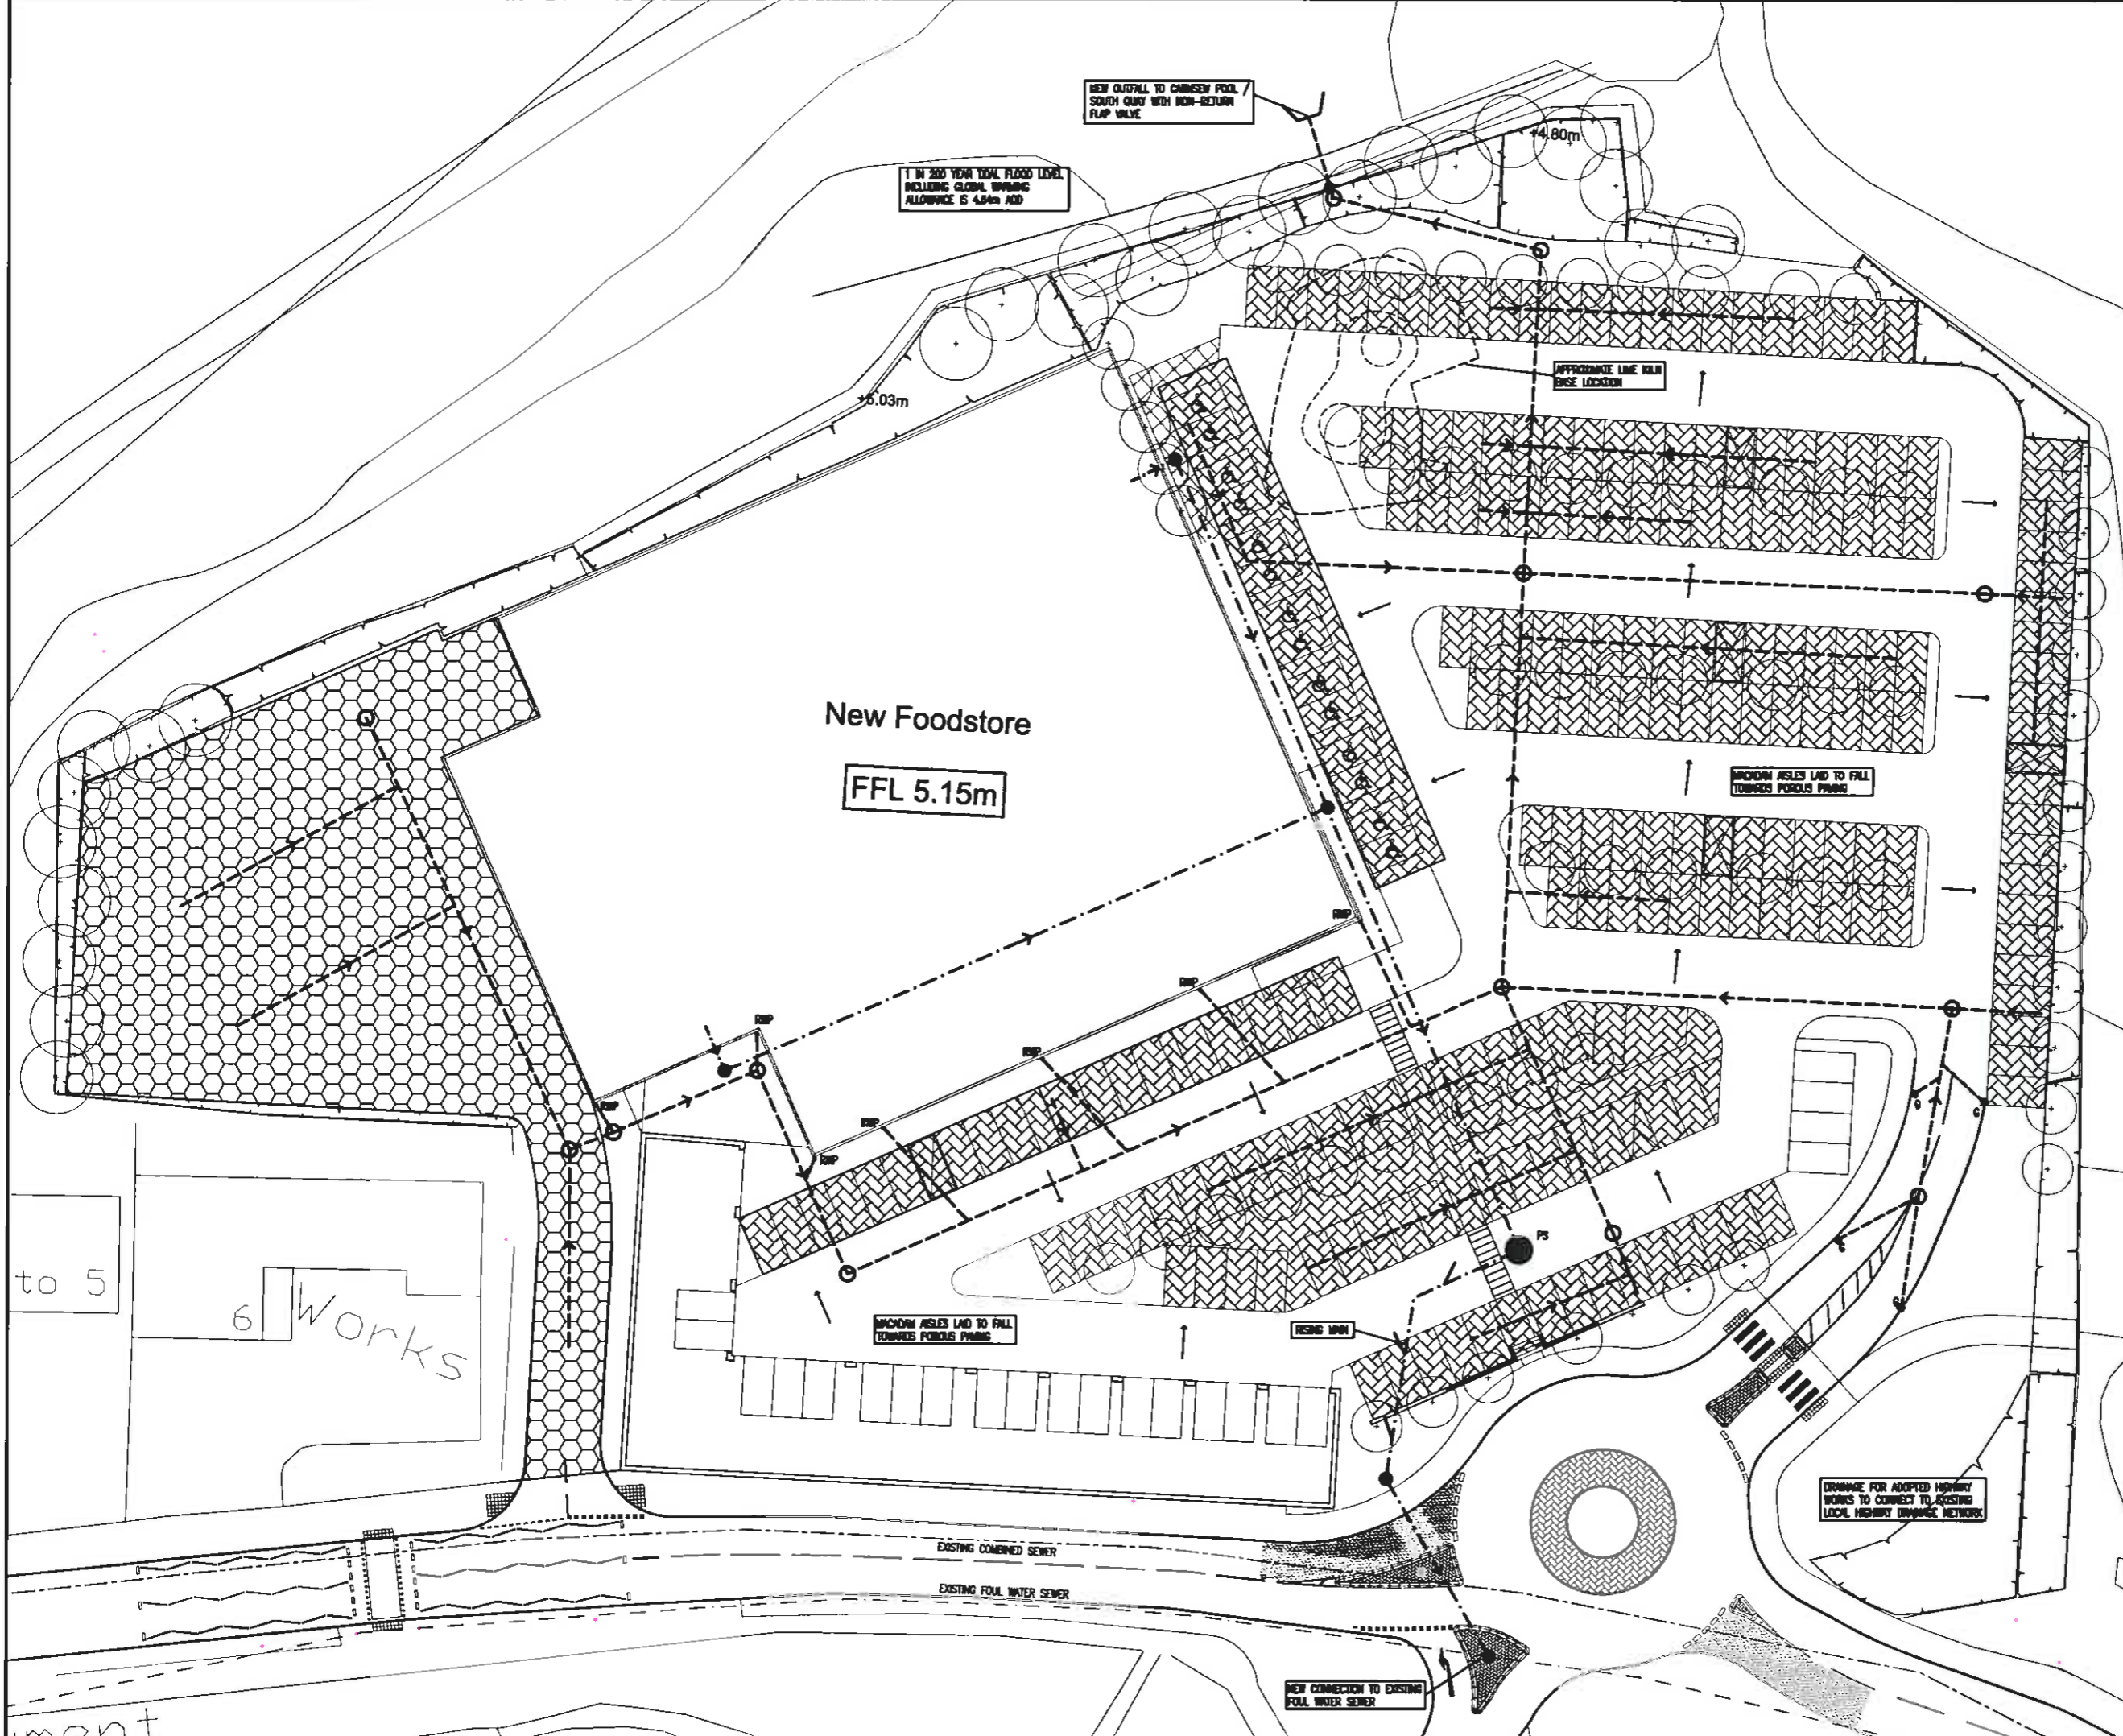 NEW OUTFALL TO CARNSEW POOL /
SOUTH QUAY WITH NON-RETURN
FLAP VALVE
+4.80m
1 IN 200 YEAR TIDAL FLOOD LEVEL
INCLUDING GLOBAL WARMING
ALLOWANCE IS 4.64m AOD
APPROXIMATE LIME KILN
BASE LOCATION
+5.03m
New Foodstore
FFL 5.15m
MACADAM AISLES LAID TO FALL
TOWARDS POROUS PAVING
RWP
RWP
RWP
RWP
RWP
RWP
RWP
G
G
PS
G
G
to 5
6
Works
MACADAM AISLES LAID TO FALL
TOWARDS POROUS PAVING
RISING MAIN
DRAINAGE FOR ADOPTED HIGHWAY
WORKS TO CONNECT TO EXISTING
LOCAL HIGHWAY DRAINAGE NETWORK
EXISTING COMBINED SEWER
EXISTING FOUL WATER SEWER
NEW CONNECTION TO EXISTING
FOUL WATER SEWER